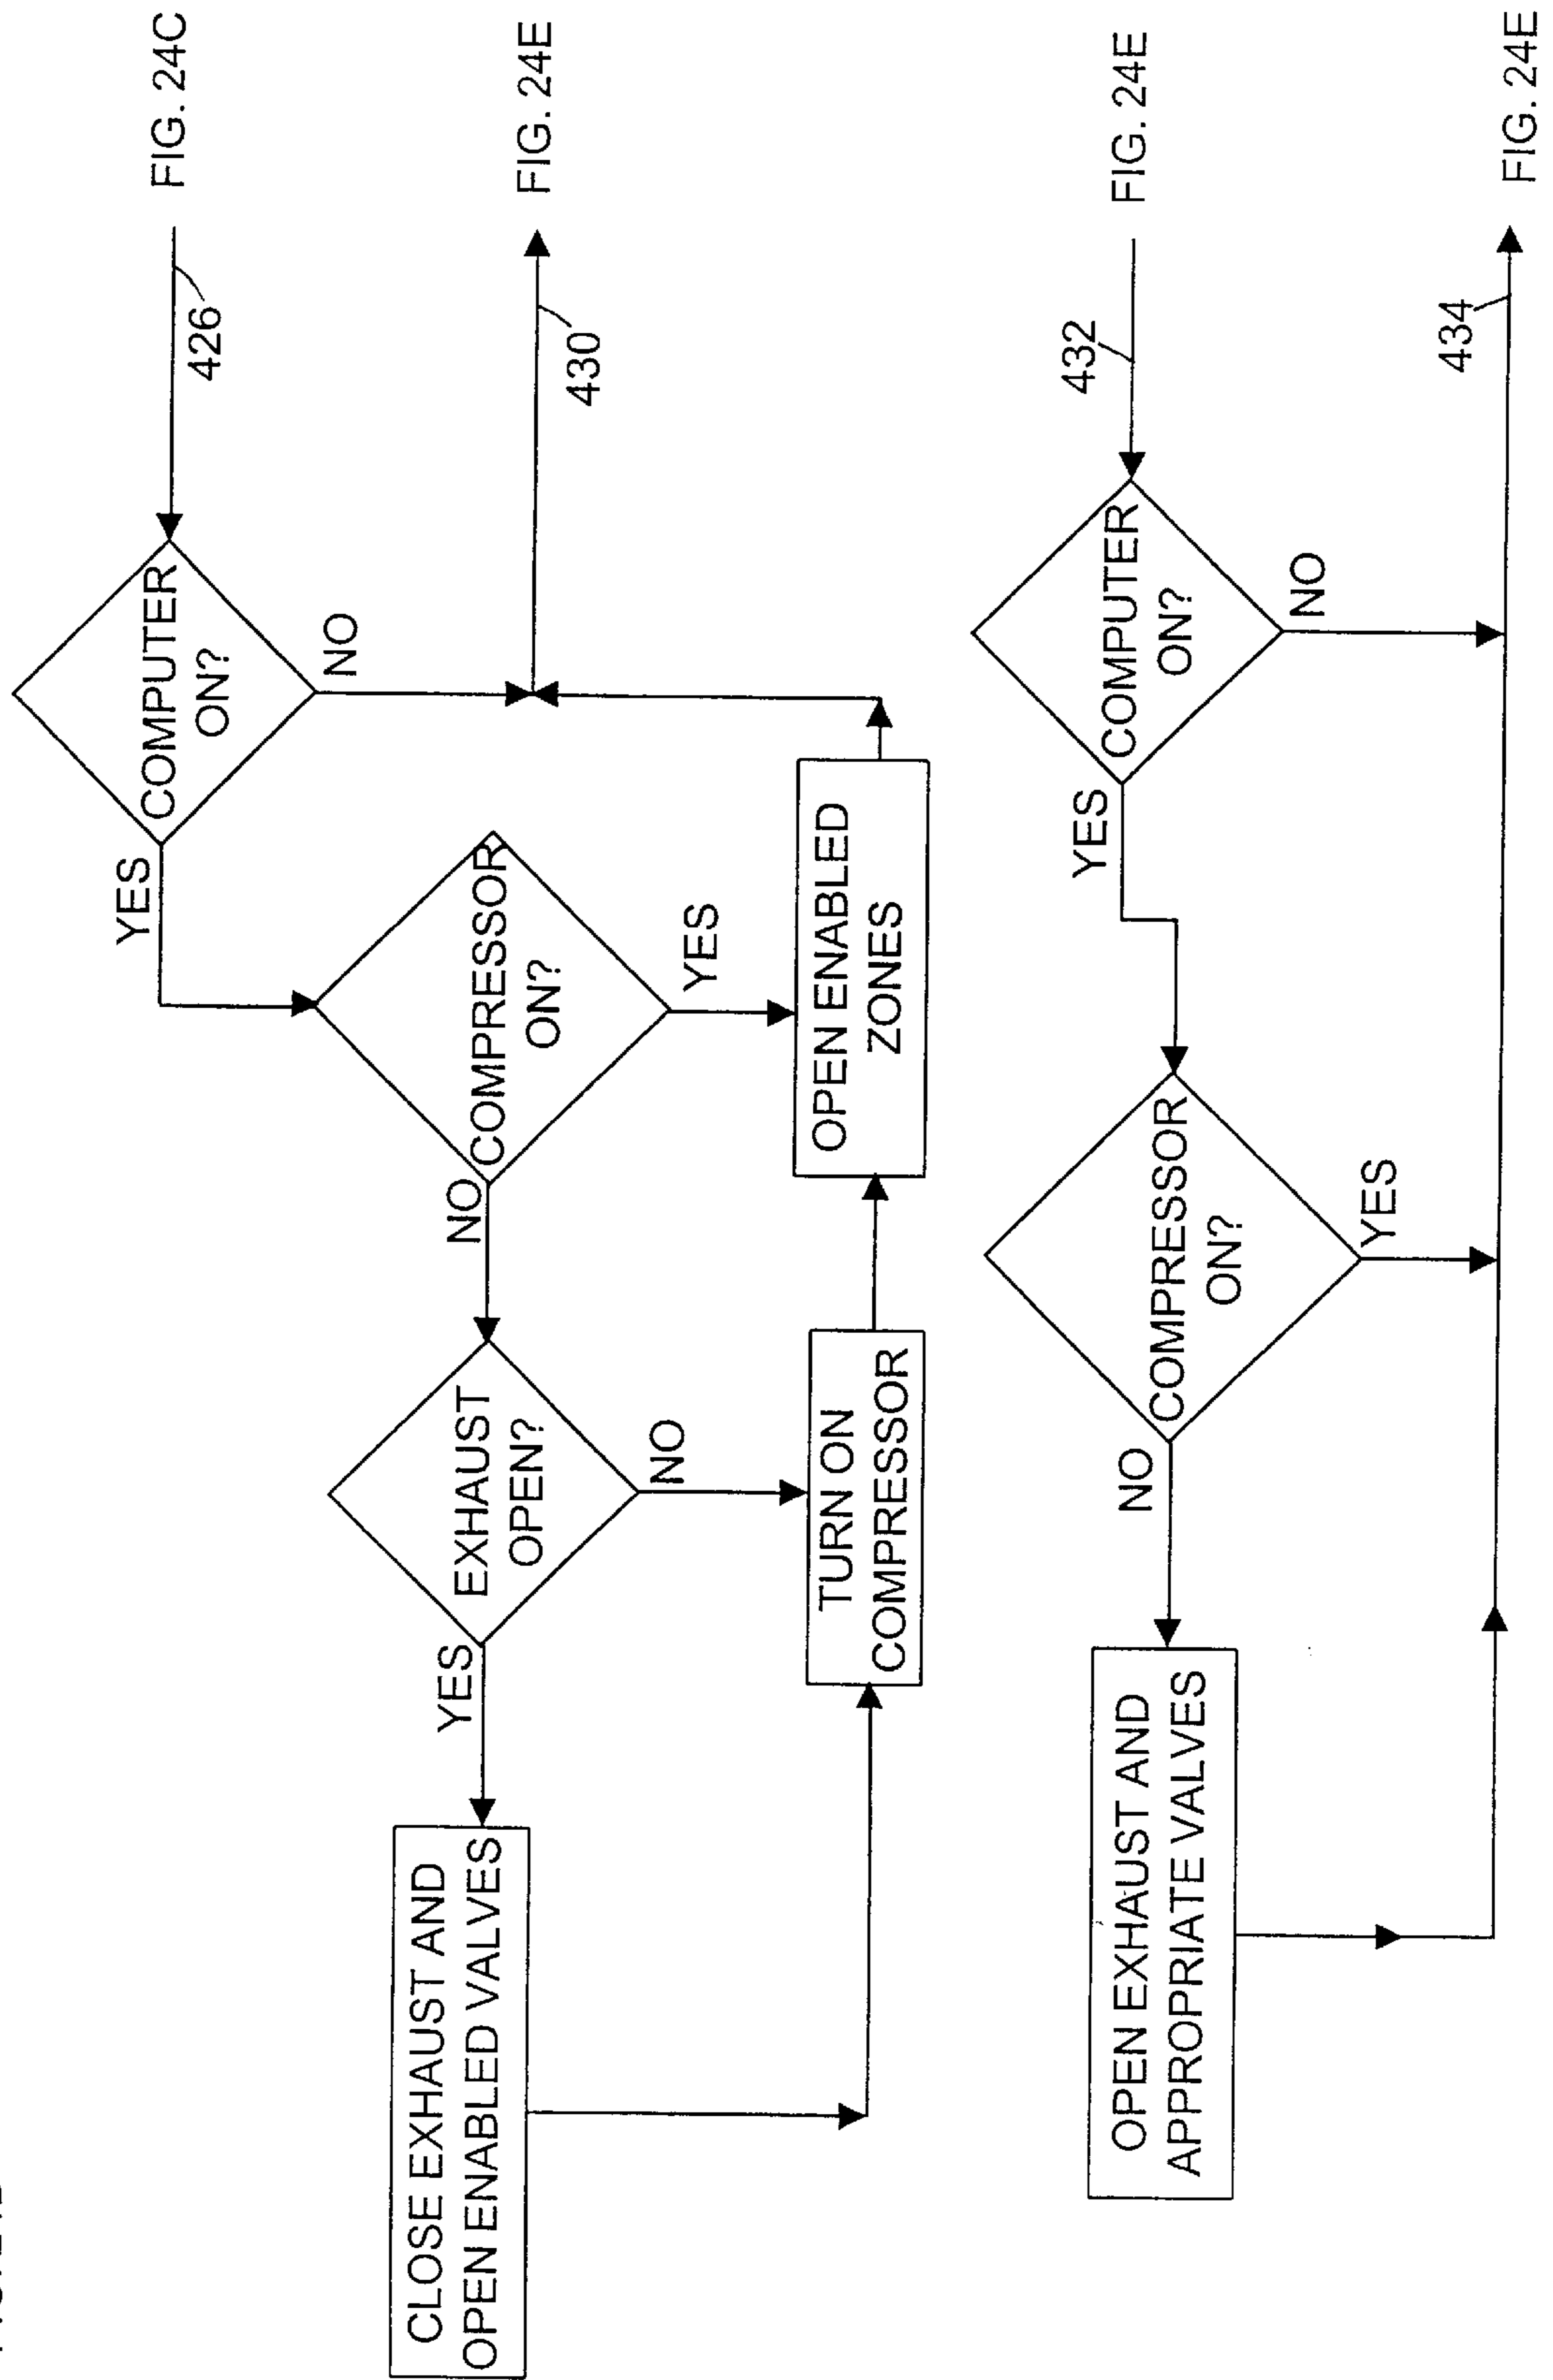 FIG. 24C
426
COMPUTER
ON?
YES
NO
FIG. 24E
430
COMPRESSOR
ON?
NO
YES
EXHAUST
OPEN?
YES
NO
CLOSE EXHAUST AND
OPEN ENABLED VALVES
TURN ON
COMPRESSOR
OPEN ENABLED
ZONES
FIG. 24E
432
COMPUTER
ON?
YES
NO
COMPRESSOR
ON?
NO
YES
OPEN EXHAUST AND
APPROPRIATE VALVES
434
FIG. 24E